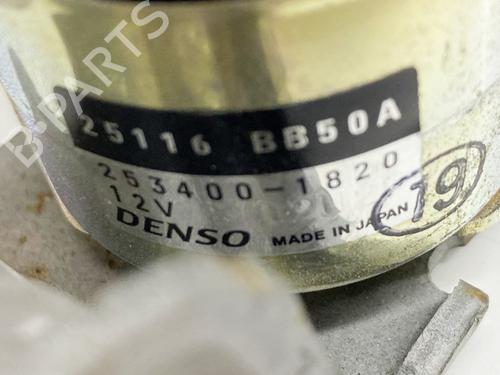 B-PARTS
25116 BB50A
253400-1820
12V
DENSO MADE IN JAPAN 19